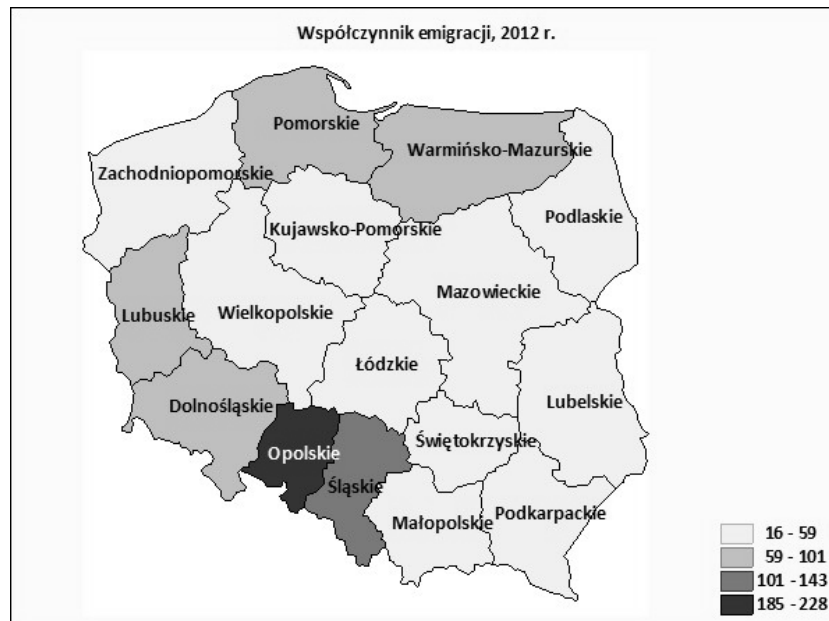 Współczynnik emigracji, 2012 r.
Pomorskie
Warmińsko-Mazurskie
Zachodniopomorskie
Podlaskie
Kujawsko-Pomorskie
Mazowieckie
Lubuskie
Wielkopolskie
Łódzkie
Dolnośląskie
Lubelskie
Świętokrzyskie
Opolskie
Śląskie
Podkarpackie
Małopolskie
16 - 59
59 - 101
101 - 143
185 - 228